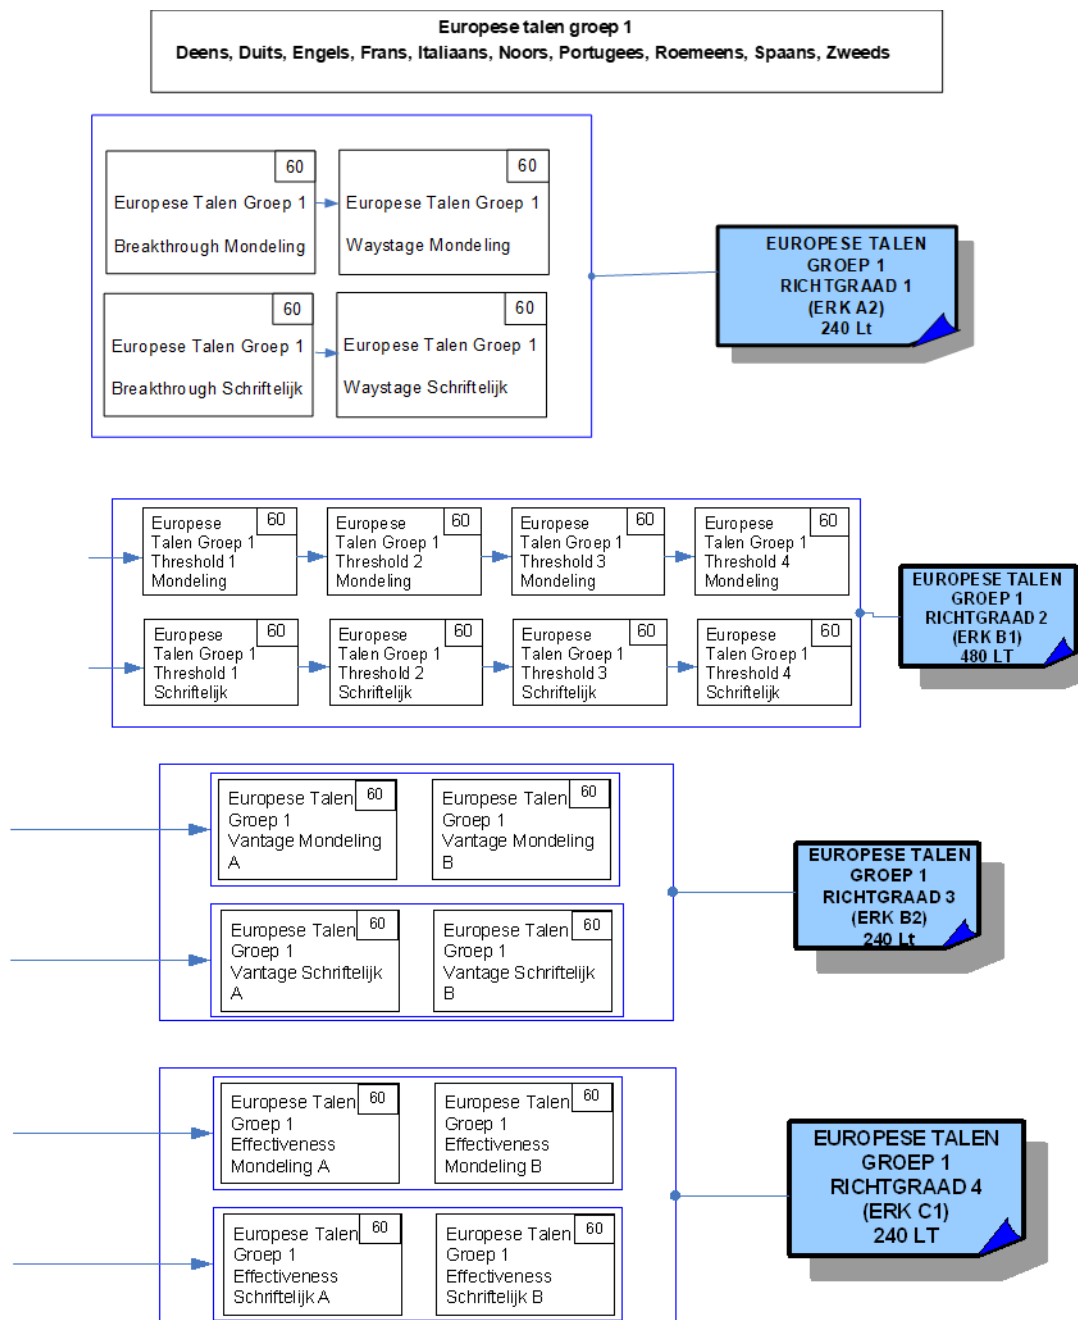 Europese talen groep 1
Deens, Duits, Engels, Frans, Italiaans, Noors, Portugees, Roemeens, Spaans, Zweeds
60
Europese Talen Groep 1
Breakthrough Mondeling
60
Europese Talen Groep 1
Waystage Mondeling
60
Europese Talen Groep 1
Breakthrough Schriftelijk
60
Europese Talen Groep 1
Waystage Schriftelijk
EUROPESE TALEN
GROEP 1
RICHTGRAAD 1
(ERK A2)
240 Lt
60
Europese
Talen Groep 1
Threshold 1
Mondeling
60
Europese
Talen Groep 1
Threshold 2
Mondeling
60
Europese
Talen Groep 1
Threshold 3
Mondeling
60
Europese
Talen Groep 1
Threshold 4
Mondeling
60
Europese
Talen Groep 1
Threshold 1
Schriftelijk
60
Europese
Talen Groep 1
Threshold 2
Schriftelijk
60
Europese
Talen Groep 1
Threshold 3
Schriftelijk
60
Europese
Talen Groep 1
Threshold 4
Schriftelijk
EUROPESE TALEN
GROEP 1
RICHTGRAAD 2
(ERK B1)
480 LT
60
Europese Talen
Groep 1
Vantage Mondeling
A
60
Europese Talen
Groep 1
Vantage Mondeling
B
60
Europese Talen
Groep 1
Vantage Schriftelijk
A
60
Europese Talen
Groep 1
Vantage Schriftelijk
B
EUROPESE TALEN
GROEP 1
RICHTGRAAD 3
(ERK B2)
240 Lt
60
Europese Talen
Groep 1
Effectiveness
Mondeling A
60
Europese Talen
Groep 1
Effectiveness
Mondeling B
60
Europese Talen
Groep 1
Effectiveness
Schriftelijk A
60
Europese Talen
Groep 1
Effectiveness
Schriftelijk B
EUROPESE TALEN
GROEP 1
RICHTGRAAD 4
(ERK C1)
240 LT